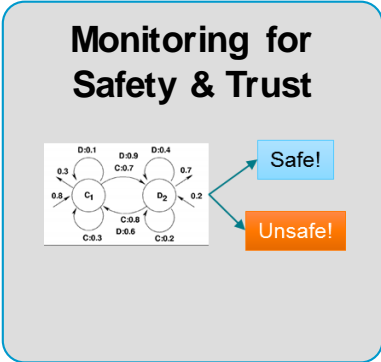 Monitoring for
Safety & Trust
D:0.1 D:0.9 D:0.4
C:0.7
0.3 0.7
C1 D2
0.8 0.2
C:0.8
C:0.3 D:0.6 C:0.2
Safe!
Unsafe!